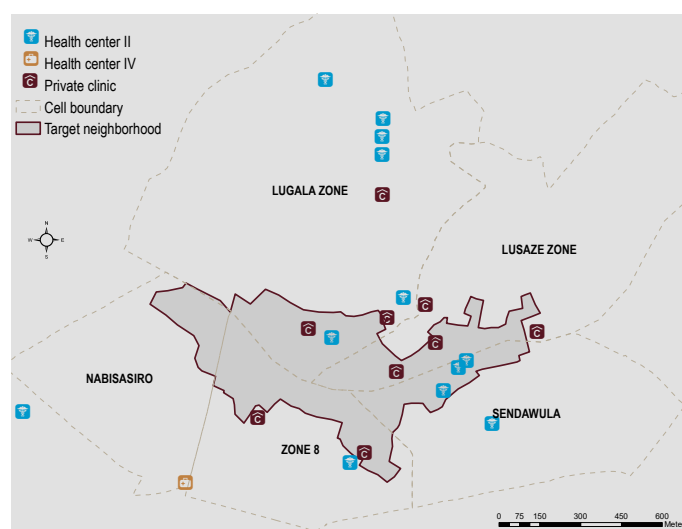 Health center II
Health center IV
C Private clinic
Cell boundary
Target neighborhood
C
LUGALA ZONE
N
W E
S
LUSAZE ZONE
C
C
C
C
C
C
NABISASIRO
C
SENDAWULA
ZONE 8
C
0 75 150 300 450 600
Mete